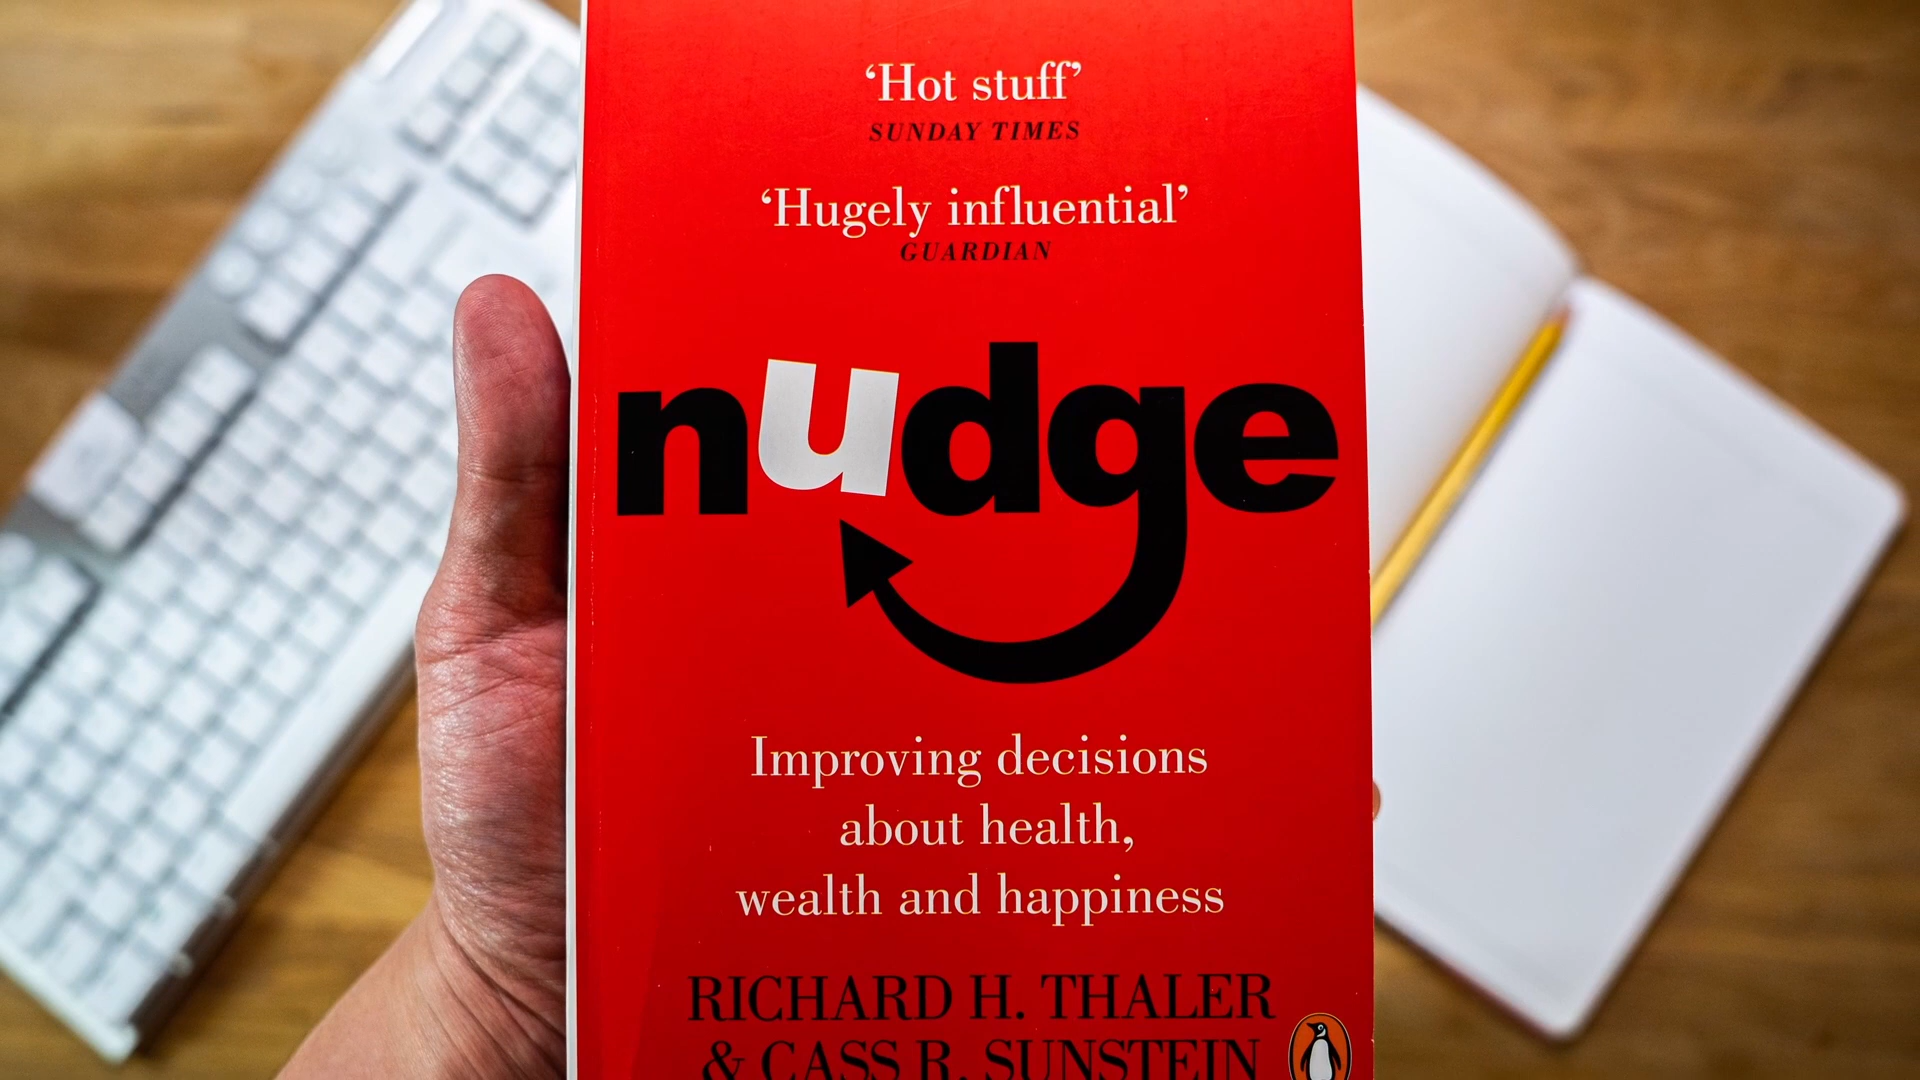 ‘Hot stuff’
SUNDAY TIMES
‘Hugely influential’
GUARDIAN
nudge
Improving decisions
about health,
wealth and happiness
RICHARD H. THALER
& CASS R. SUNSTEIN